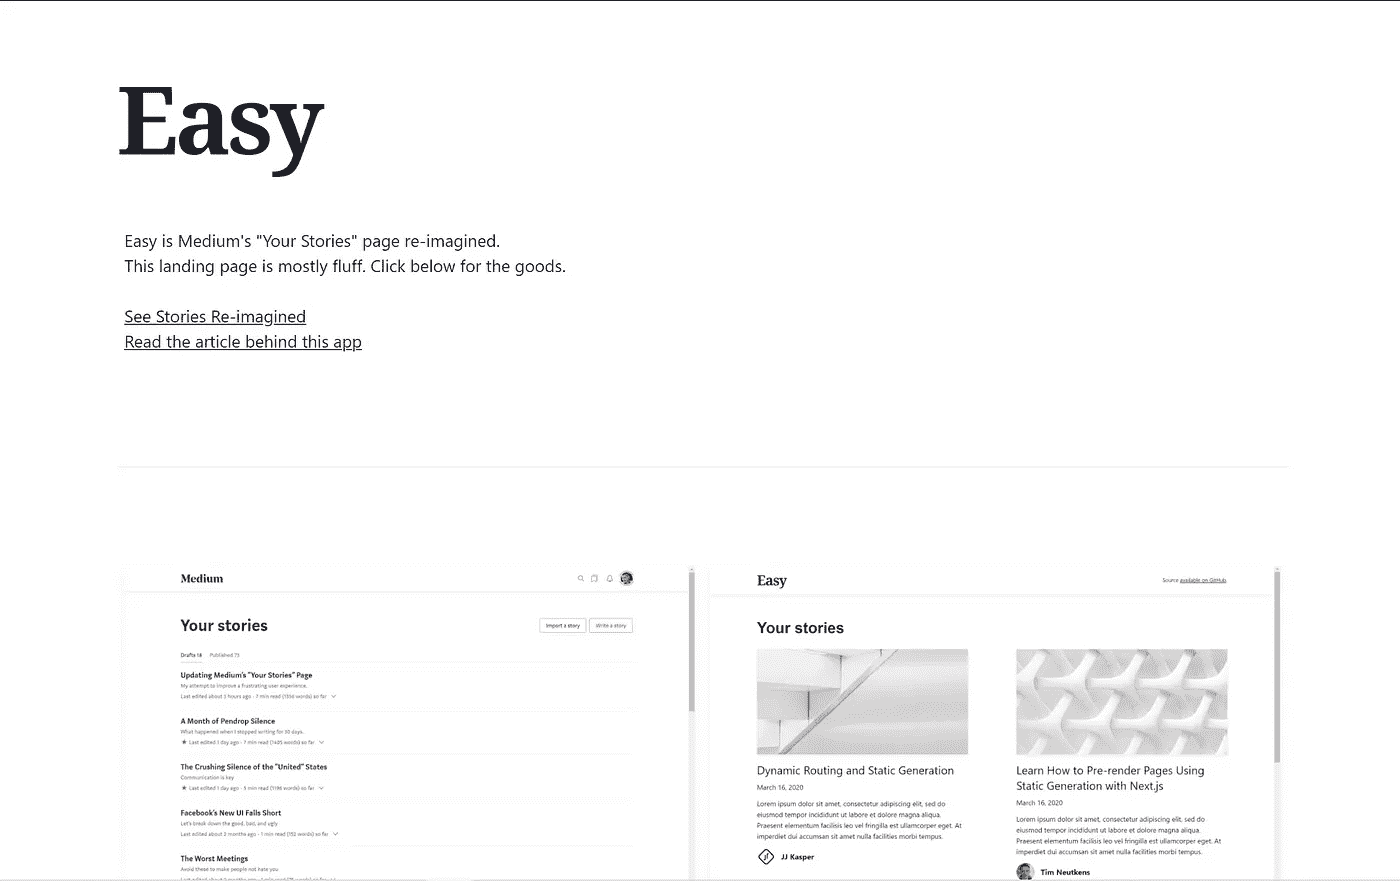 Easy
Easy is Medium's "Your Stories" page re-imagined.
This landing page is mostly fluff. Click below for the goods.
See Stories Re-imagined
Read the article behind this app
Medium
Your stories
Import a story
Write a story
Drafts 18 Published 73
Updating Medium's "Your Stories" Page
My attempt to improve a frustrating user experience.
Last edited about 2 hours ago · 7 min read (1556 words) so far
A Month of Pendrop Silence
What happened when I stopped writing for 30 days.
★ Last edited 1 day ago · 7 min read (1405 words) so far
The Crushing Silence of the "United" States
Communication is key
★ Last edited 1 day ago · 5 min read (1196 words) so far
Facebook's New UI Falls Short
Let's break down the good, bad, and ugly
Last edited about 2 months ago · 1 min read (152 words) so far
The Worst Meetings
Avoid these to make people not hate you
Easy
Source available on GitHub
Your stories
Dynamic Routing and Static Generation
March 16, 2020
Lorem ipsum dolor sit amet, consectetur adipiscing elit, sed do
eiusmod tempor incididunt ut labore et dolore magna aliqua.
Praesent elementum facilisis leo vel fringilla est ullamcorper eget. At
imperdiet dui accumsan sit amet nulla facilities morbi tempus.
JJ Kasper
Learn How to Pre-render Pages Using
Static Generation with Next.js
March 16, 2020
Lorem ipsum dolor sit amet, consectetur adipiscing elit, sed do
eiusmod tempor incididunt ut labore et dolore magna aliqua.
Praesent elementum facilisis leo vel fringilla est ullamcorper eget. At
imperdiet dui accumsan sit amet nulla facilities morbi tempus.
Tim Neutkens